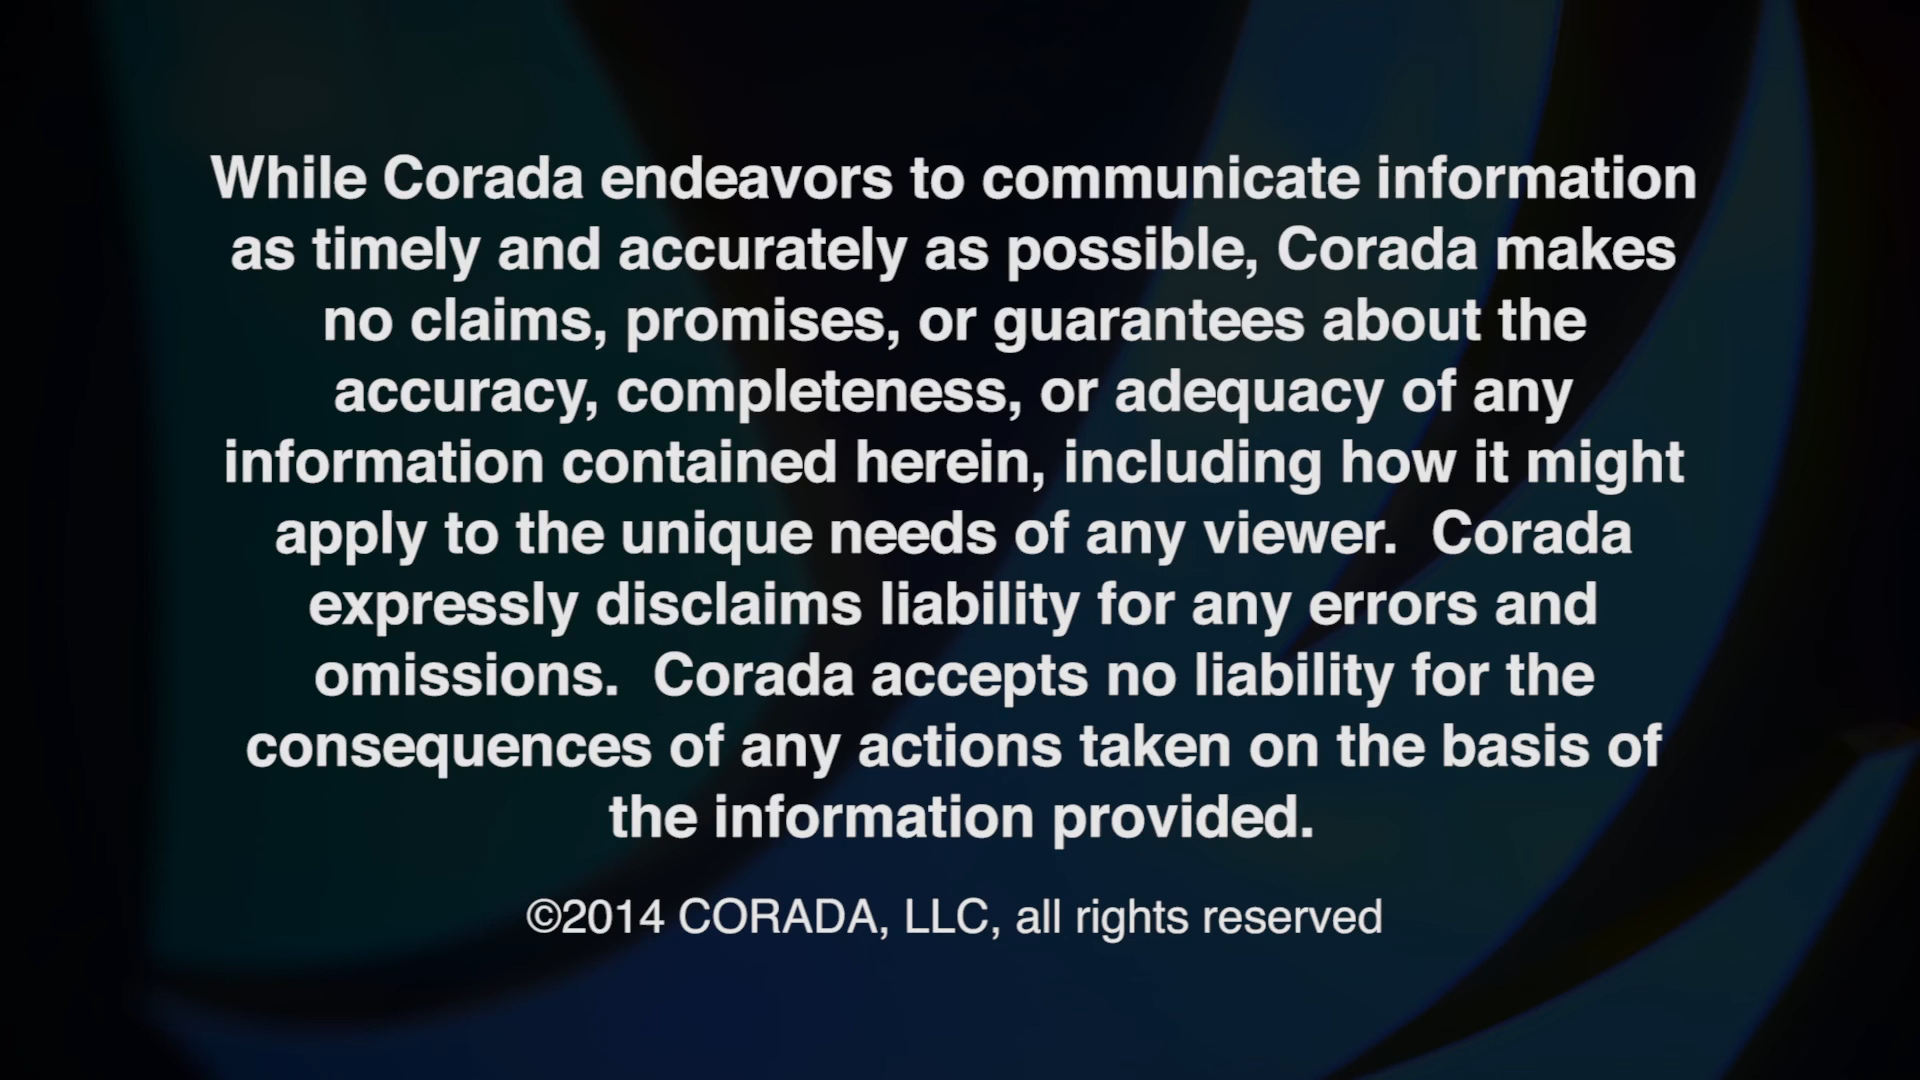 While Corada endeavors to communicate information
as timely and accurately as possible, Corada makes
no claims, promises, or guarantees about the
accuracy, completeness, or adequacy of any
information contained herein, including how it might
apply to the unique needs of any viewer.  Corada
expressly disclaims liability for any errors and
omissions.  Corada accepts no liability for the
consequences of any actions taken on the basis of
the information provided.
©2014 CORADA, LLC, all rights reserved